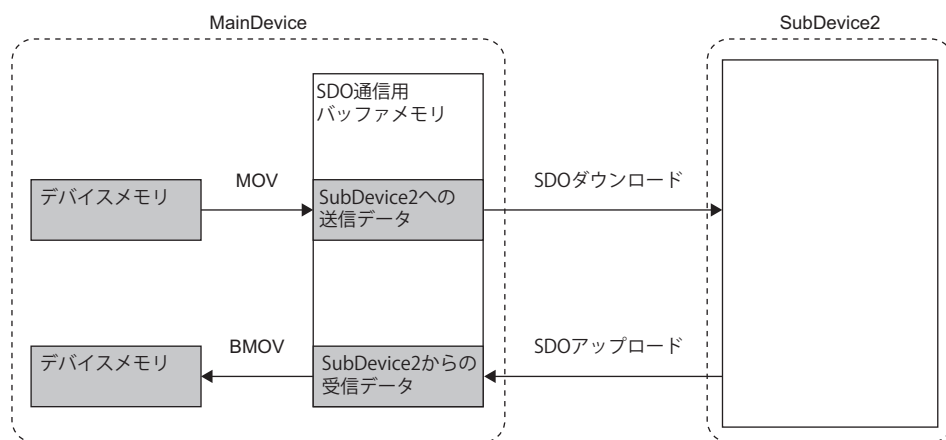 MainDevice
SubDevice2
SDO通信用
バッファメモリ
デバイスメモリ
MOV
SubDevice2への
送信データ
SDOダウンロード
デバイスメモリ
BMOV
SubDevice2からの
受信データ
SDOアップロード